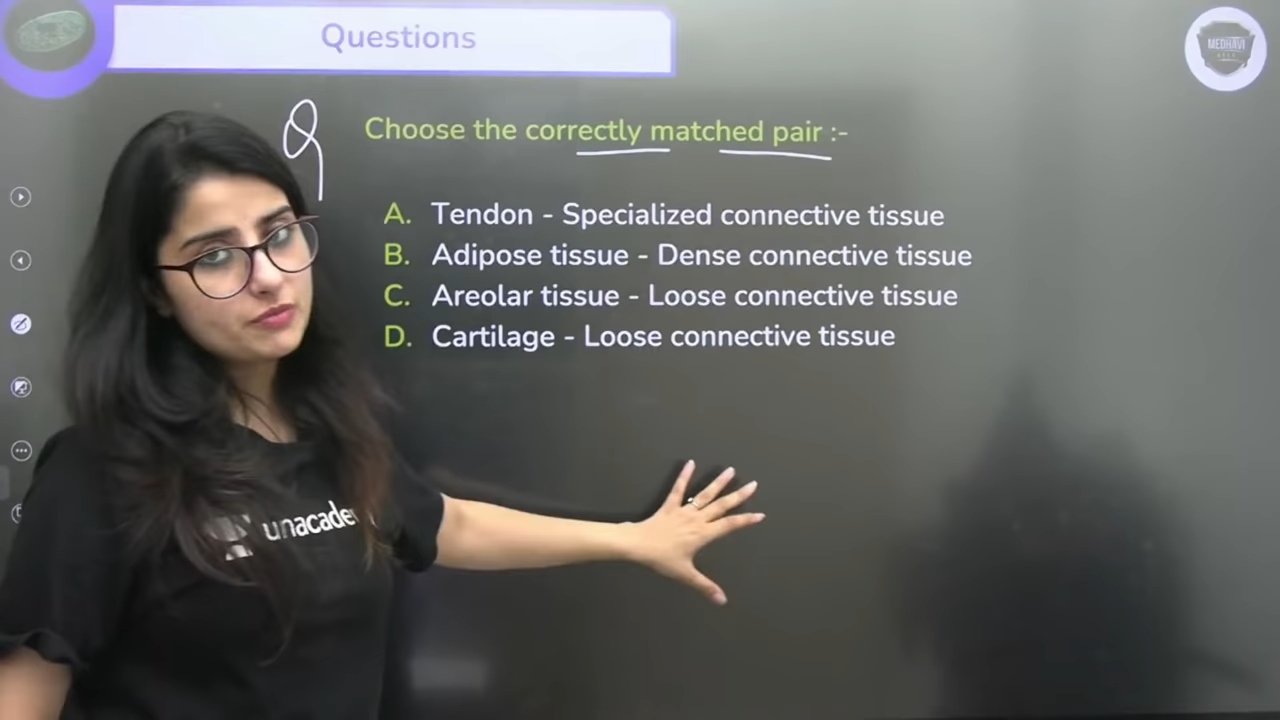 Questions
MEDHAVI
Q
Choose the correctly matched pair :-
A. Tendon - Specialized connective tissue
B. Adipose tissue - Dense connective tissue
C. Areolar tissue - Loose connective tissue
D. Cartilage - Loose connective tissue
unacade